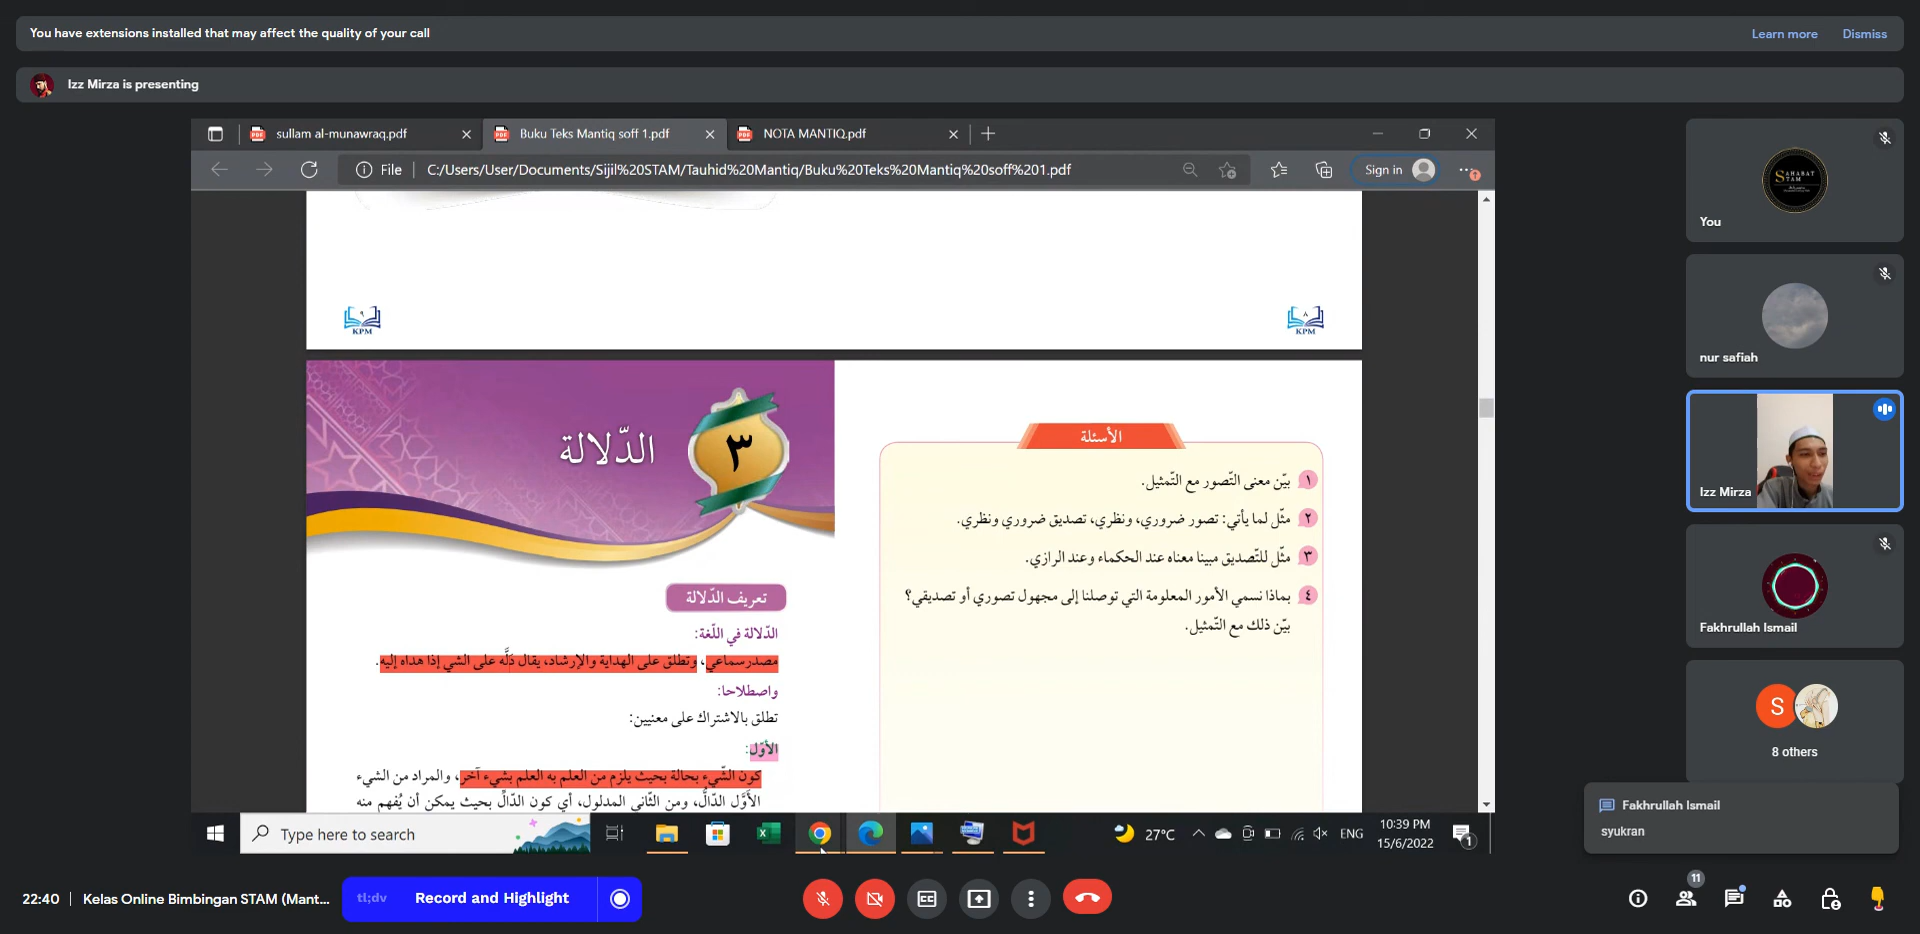 You have extensions installed that may affect the quality of your call
Learn more
Dismiss
Izz Mirza is presenting
sullam al-munawraq.pdf
Buku Teks Mantiq soff 1.pdf
NOTA MANTIQ.pdf
File
C:/Users/User/Documents/Sijil%20STAM/Tauhid%20Mantiq/Buku%20Teks%20Mantiq%20soff%201.pdf
Sign in
٩
KPM
٨
KPM
٣
الدّلالة
تعريف الدّلالة
الدّلالة في اللّغة:
مصدرسماعي، وتطلق على الهداية والإرشاد، يقال دَلَّه على الشي إذا هداه إليه.
واصطلاحا:
تطلق بالاشتراك على معنيين:
الأوّل:
كون الشّيء بحالة بحيث يلزم من العلم به العلم بشيء آخر، والمراد من الشيء
الأوَّل الدّالُّ، ومن الثّاني المدلول، أي كون الدّالِّ بحيث يمكن أن يُفهم منه
الأسئلة
١ بيّن معنى التّصور مع التّمثيل.
٢ مثّل لما يأتي: تصور ضروري، ونظري، تصديق ضروري ونظري.
٣ مثّل للتّصديق مبينا معناه عند الحكماء وعند الرازي.
٤ بماذا نسمي الأمور المعلومة التي توصلنا إلى مجهول تصوري أو تصديقي؟
بيّن ذلك مع التّمثيل.
Type here to search
27°C
ENG
10:39 PM
15/6/2022
1
SAHABAT
STAM
You
nur safiah
Izz Mirza
Fakhrullah Ismail
S
8 others
Fakhrullah Ismail
syukran
22:40
Kelas Online Bimbingan STAM (Mant...
tl;dv
Record and Highlight
11